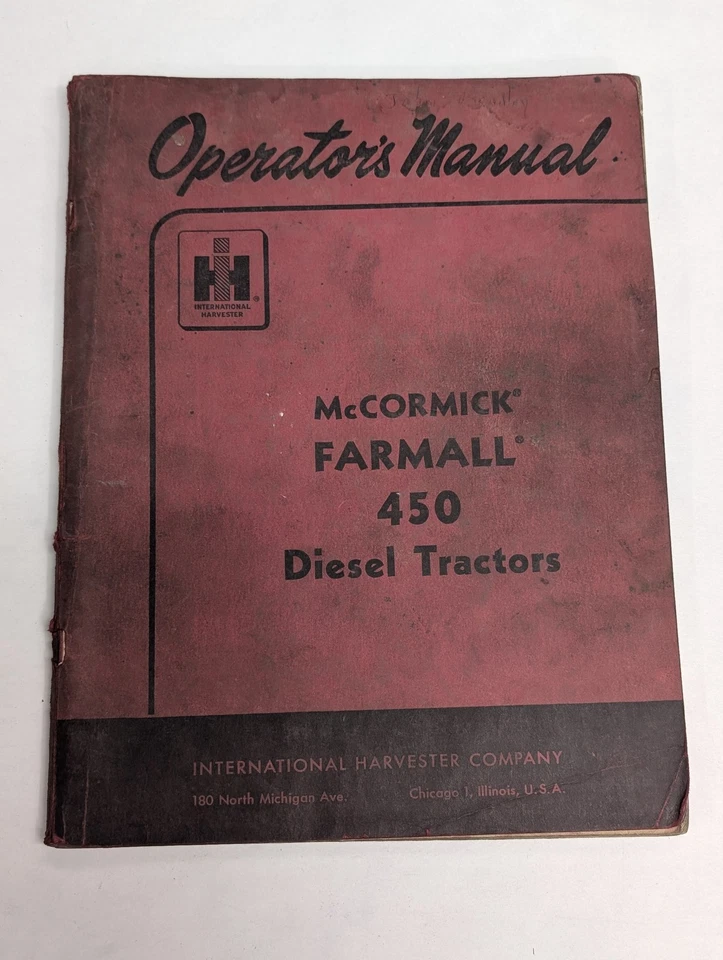 Operator's Manual
IH
INTERNATIONAL
HARVESTER ®
McCORMICK®
FARMALL®
450
Diesel Tractors
INTERNATIONAL HARVESTER COMPANY
180 North Michigan Ave. Chicago 1, Illinois, U.S.A.